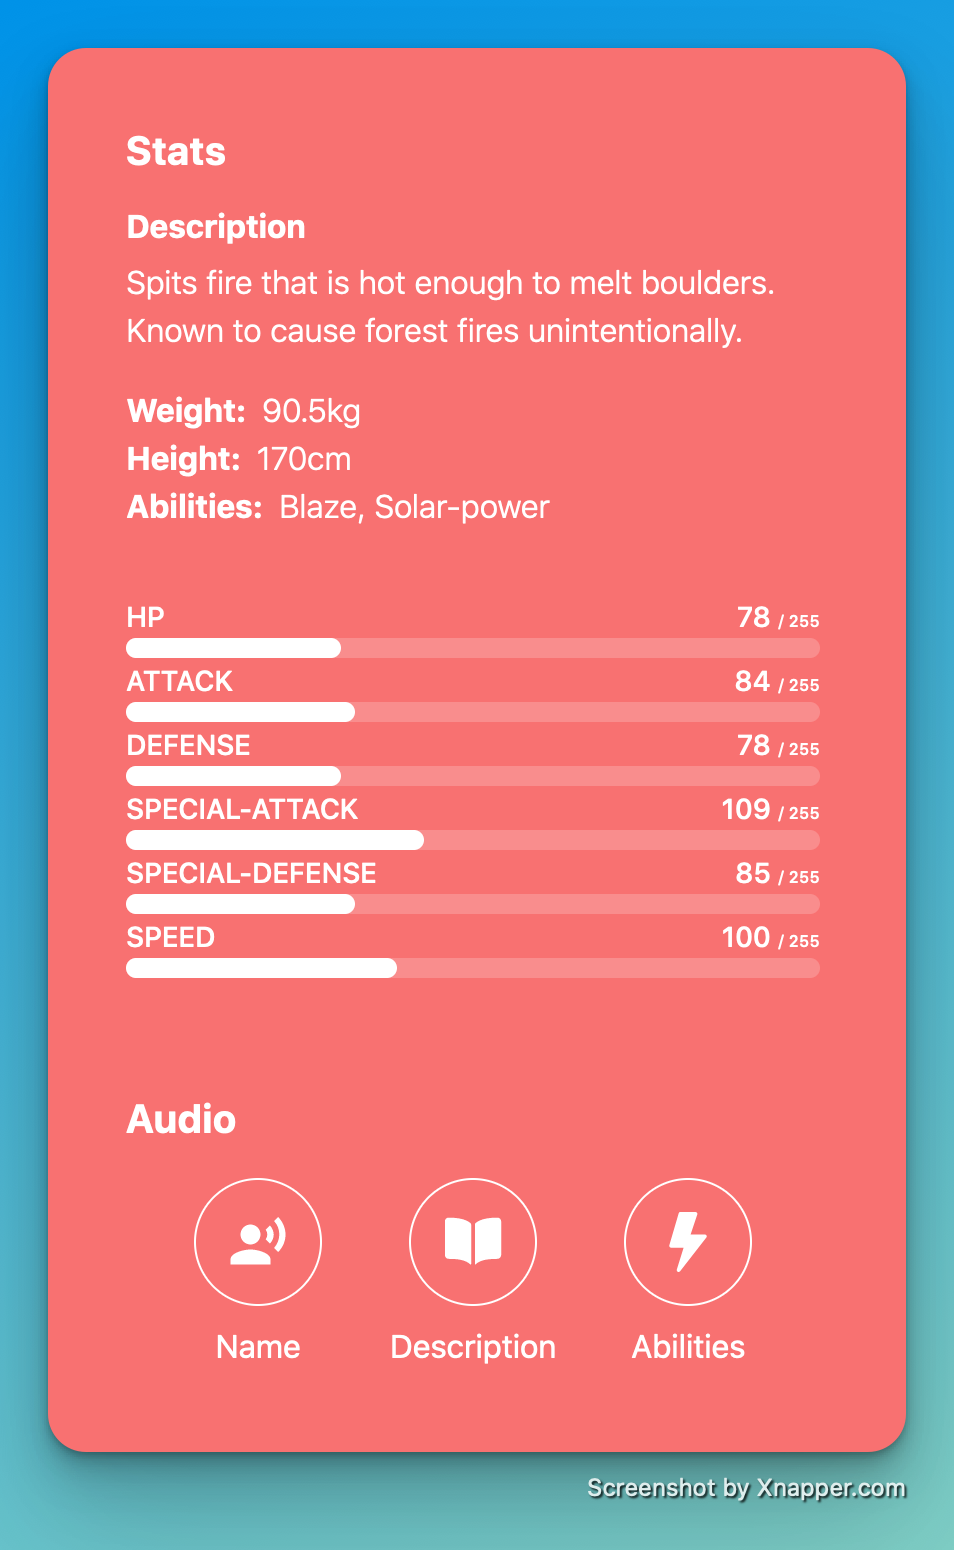 Stats
Description
Spits fire that is hot enough to melt boulders.
Known to cause forest fires unintentionally.
Weight: 90.5kg
Height: 170cm
Abilities: Blaze, Solar-power
HP 78 / 255
ATTACK 84 / 255
DEFENSE 78 / 255
SPECIAL-ATTACK 109 / 255
SPECIAL-DEFENSE 85 / 255
SPEED 100 / 255
Audio
Name Description Abilities
Screenshot by Xnapper.com